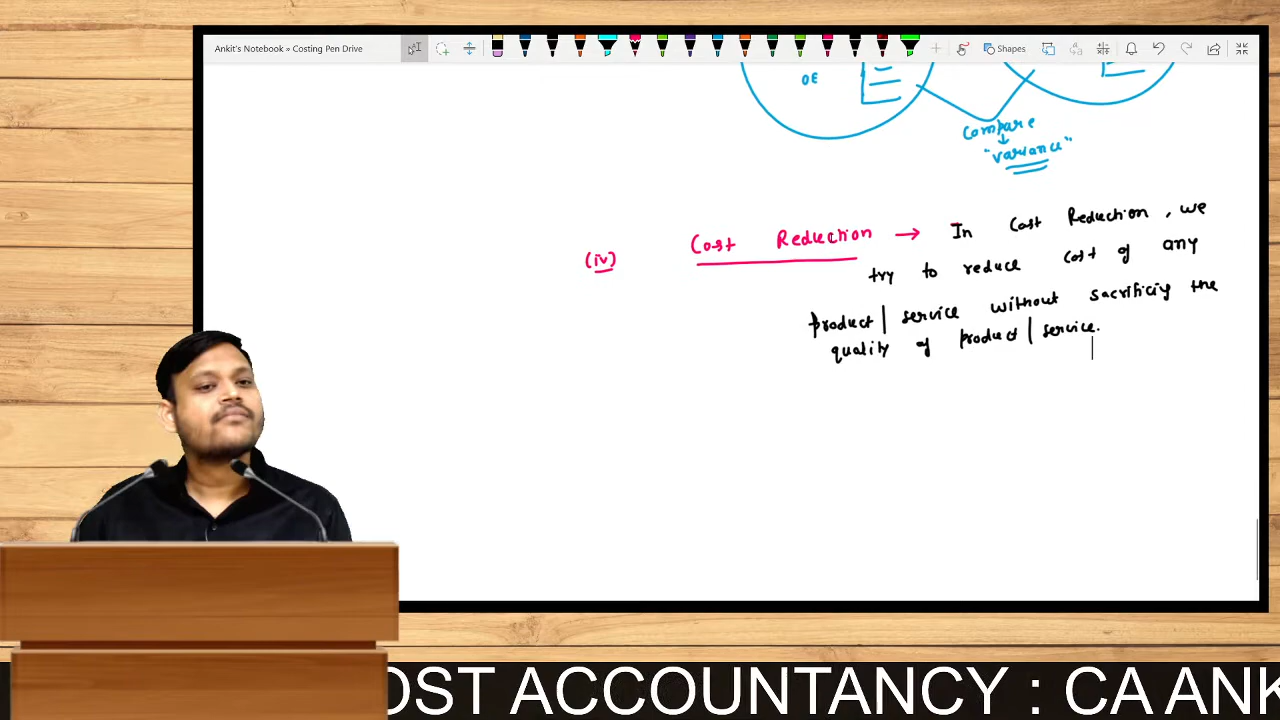 Ankit's Notebook » Costing Pen Drive
Shapes
OE
Compare
"variance"
(iv) Cost Reduction → In Cost Reduction, we
try to reduce cost of any
product | service without sacrificing the
quality of product | service.
OST ACCOUNTANCY : CA ANK